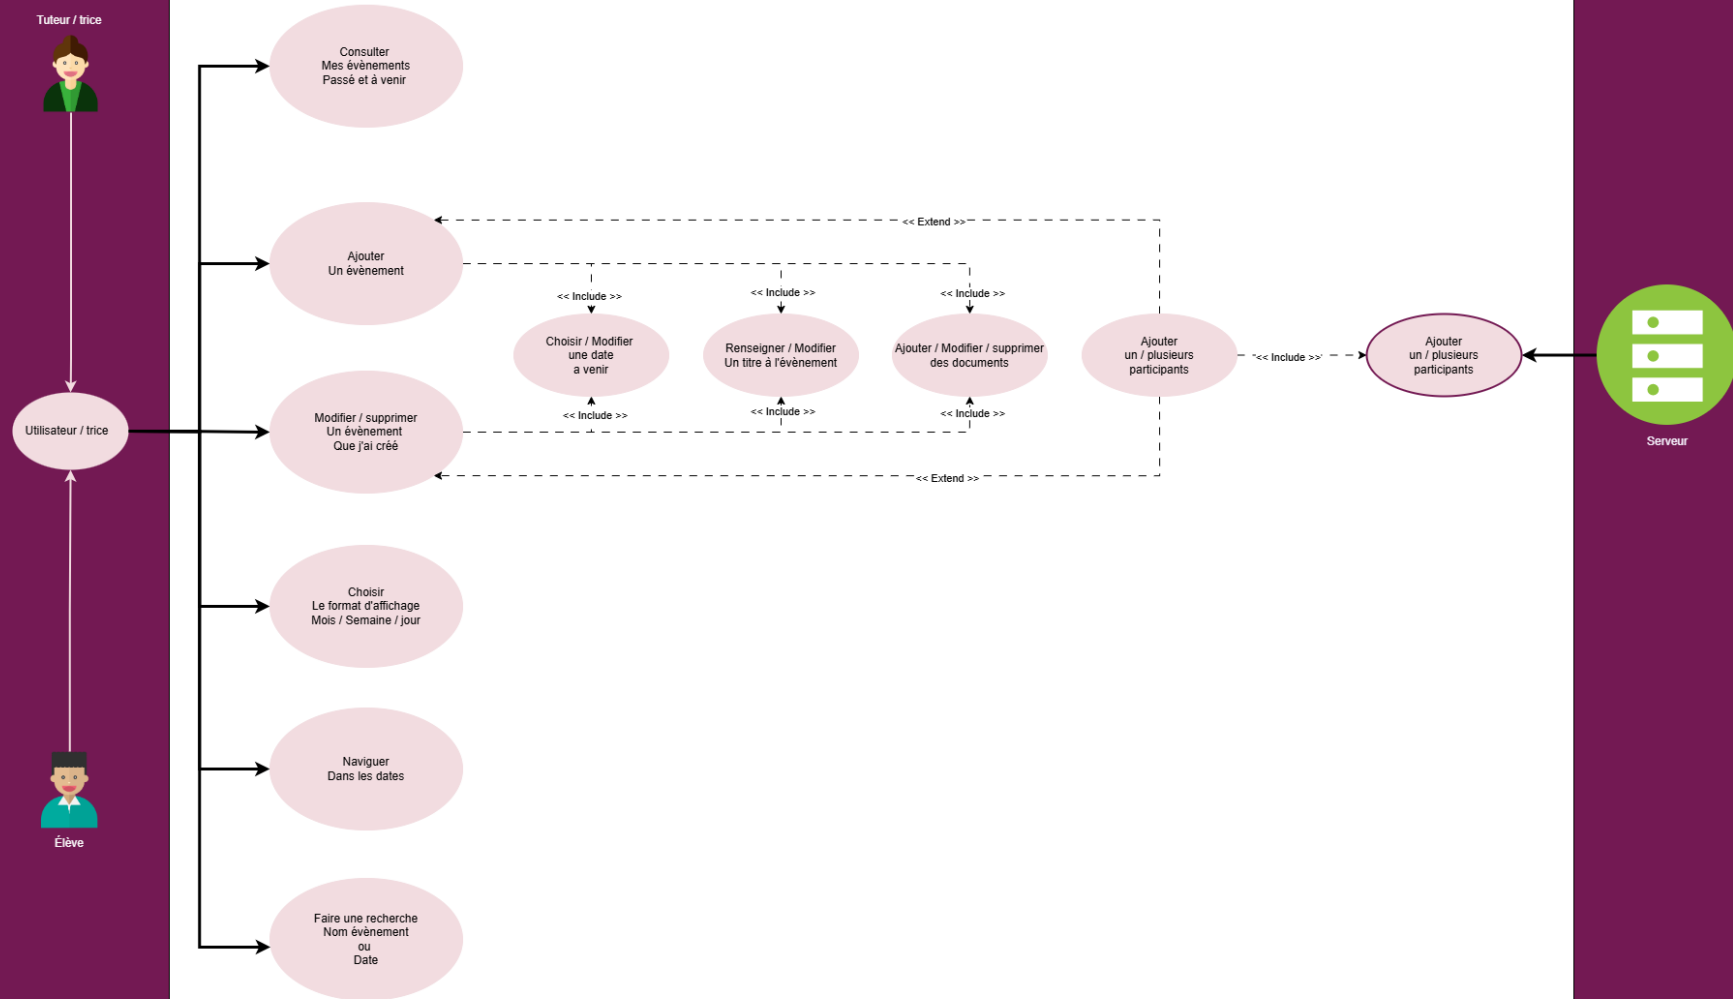 Tuteur / trice
Utilisateur / trice
Élève
Consulter
Mes évènements
Passé et à venir
Ajouter
Un évènement
Modifier / supprimer
Un évènement
Que j'ai créé
Choisir
Le format d'affichage
Mois / Semaine / jour
Naviguer
Dans les dates
Faire une recherche
Nom évènement
ou
Date
<< Extend >>
<< Include >>
<< Include >>
<< Include >>
Choisir / Modifier
une date
a venir
Renseigner / Modifier
Un titre à l'évènement
Ajouter / Modifier / supprimer
des documents
Ajouter
un / plusieurs
participants
<< Include >>
Ajouter
un / plusieurs
participants
<< Include >>
<< Include >>
<< Include >>
<< Extend >>
Serveur